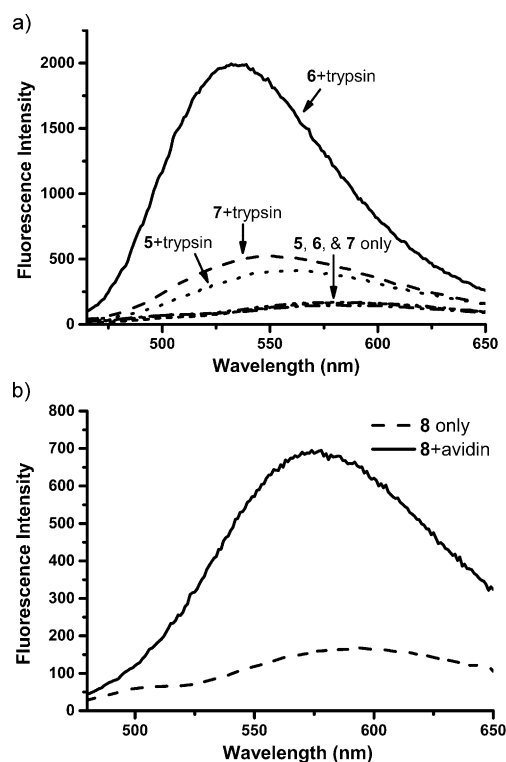 a)
2000
1500
1000
500
0
Fluorescence Intensity
6+trypsin
7+trypsin
5+trypsin
5, 6, & 7 only
500
550
600
650
Wavelength (nm)
b)
800
700
600
500
400
300
200
100
0
Fluorescence Intensity
8 only
8+avidin
500
550
600
650
Wavelength (nm)